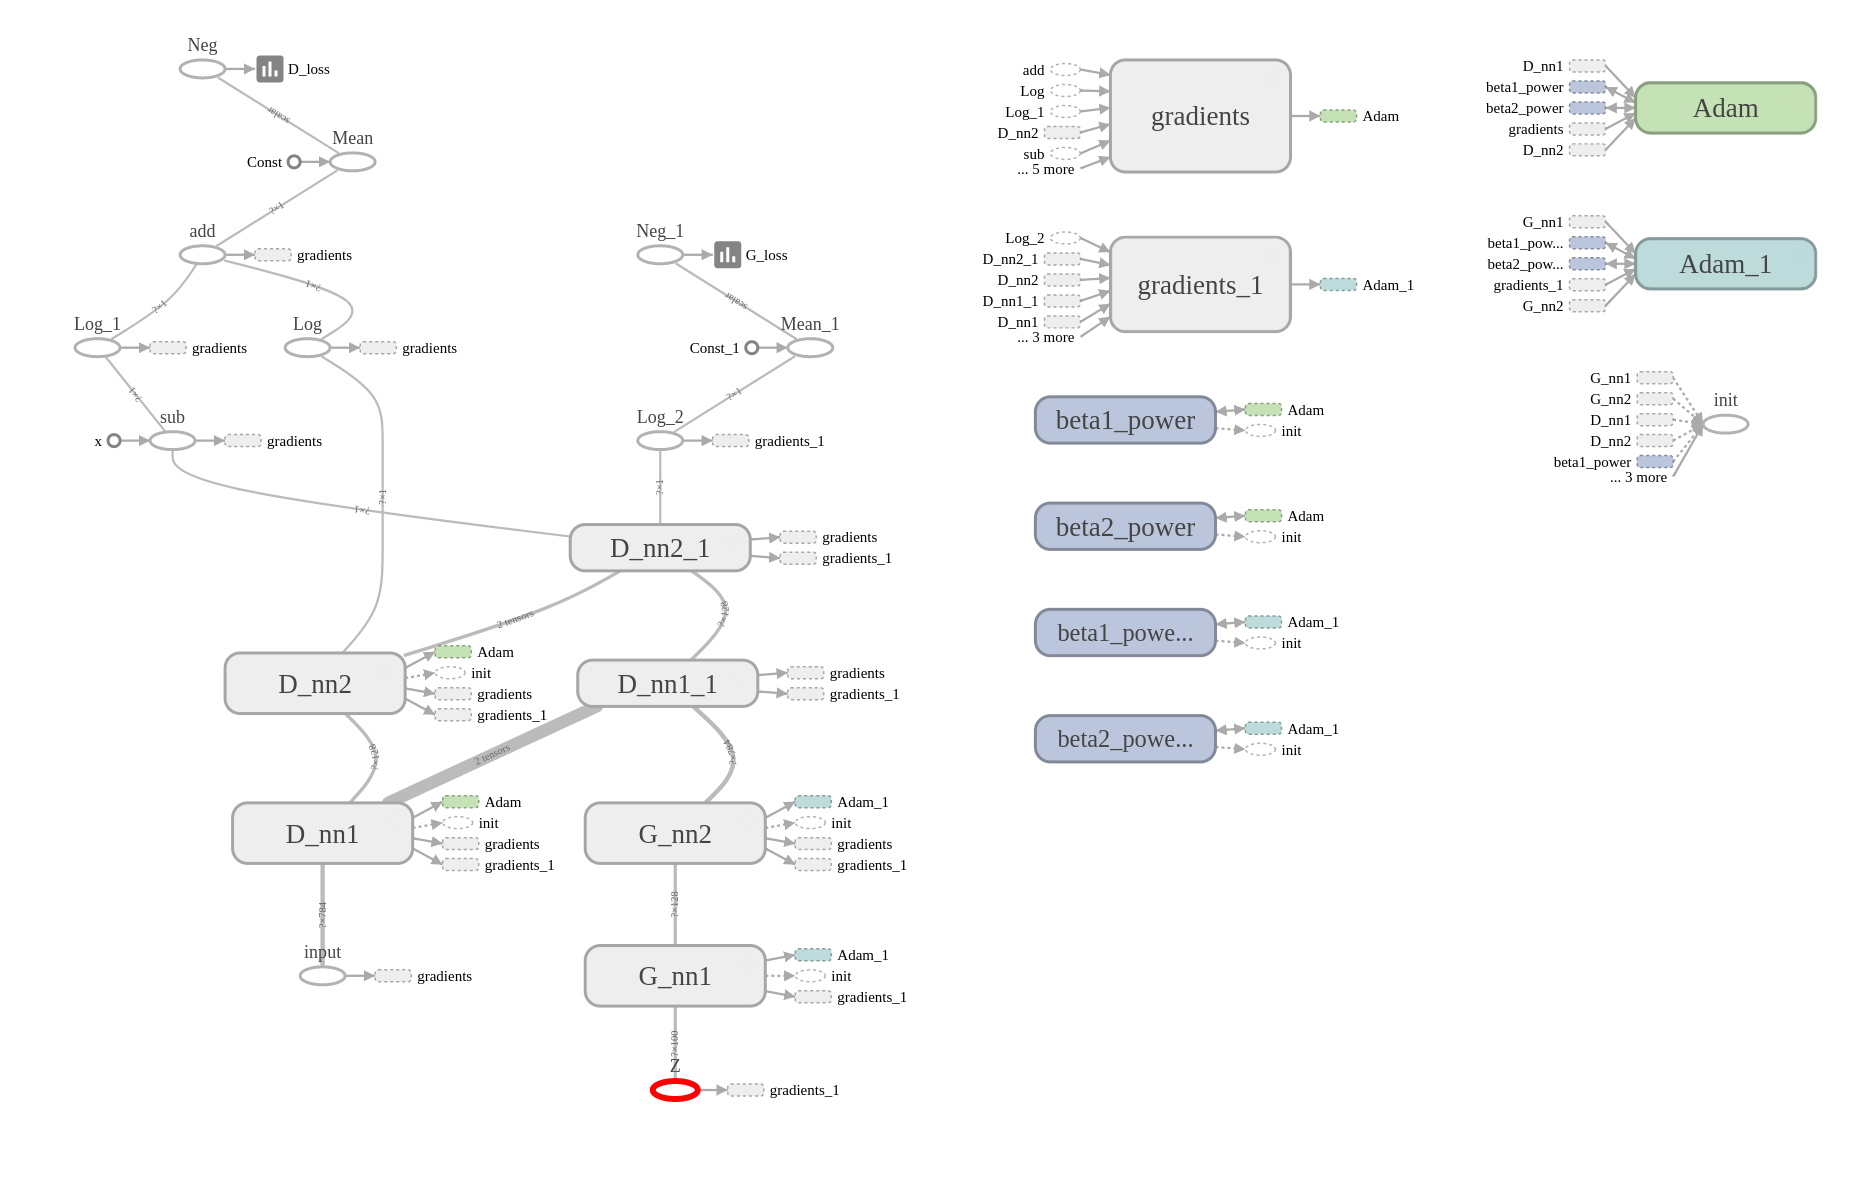 Neg
D_loss
scalar
Mean
Const
?×1
add
gradients
?×1
?×1
Log_1
gradients
Log
gradients
?×1
sub
x
gradients
?×1
?×1
Neg_1
G_loss
scalar
Mean_1
Const_1
?×1
Log_2
gradients_1
?×1
D_nn2_1
gradients
gradients_1
2 tensors
?×128
D_nn2
Adam
init
gradients
gradients_1
D_nn1_1
gradients
gradients_1
?×128
2 tensors
?×784
D_nn1
Adam
init
gradients
gradients_1
G_nn2
Adam_1
init
gradients
gradients_1
?×784
?×128
input
gradients
G_nn1
Adam_1
init
gradients_1
?×100
Z
gradients_1
add
Log
Log_1
D_nn2
sub
... 5 more
gradients
Adam
Log_2
D_nn2_1
D_nn2
D_nn1_1
D_nn1
... 3 more
gradients_1
Adam_1
beta1_power
Adam
init
beta2_power
Adam
init
beta1_powe...
Adam_1
init
beta2_powe...
Adam_1
init
D_nn1
beta1_power
beta2_power
gradients
D_nn2
Adam
G_nn1
beta1_pow...
beta2_pow...
gradients_1
G_nn2
Adam_1
G_nn1
G_nn2
D_nn1
D_nn2
beta1_power
... 3 more
init